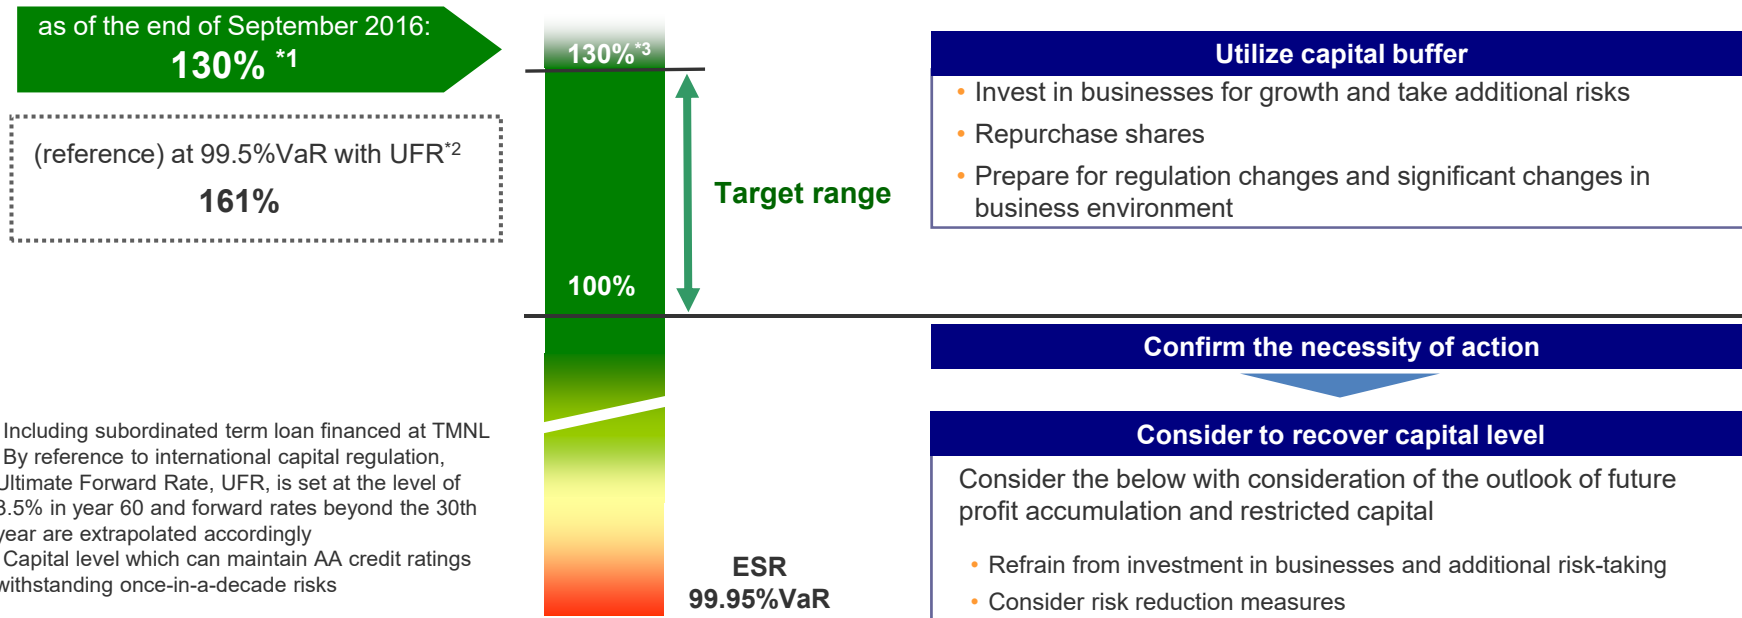 as of the end of September 2016:
130% *1
(reference) at 99.5%VaR with UFR*2
161%
Including subordinated term loan financed at TMNL
By reference to international capital regulation,
Ultimate Forward Rate, UFR, is set at the level of
3.5% in year 60 and forward rates beyond the 30th
year are extrapolated accordingly
Capital level which can maintain AA credit ratings
withstanding once-in-a-decade risks
130%*3
100%
Target range
ESR
99.95%VaR
Utilize capital buffer
• Invest in businesses for growth and take additional risks
• Repurchase shares
• Prepare for regulation changes and significant changes in
business environment
Confirm the necessity of action
Consider to recover capital level
Consider the below with consideration of the outlook of future
profit accumulation and restricted capital
• Refrain from investment in businesses and additional risk-taking
• Consider risk reduction measures